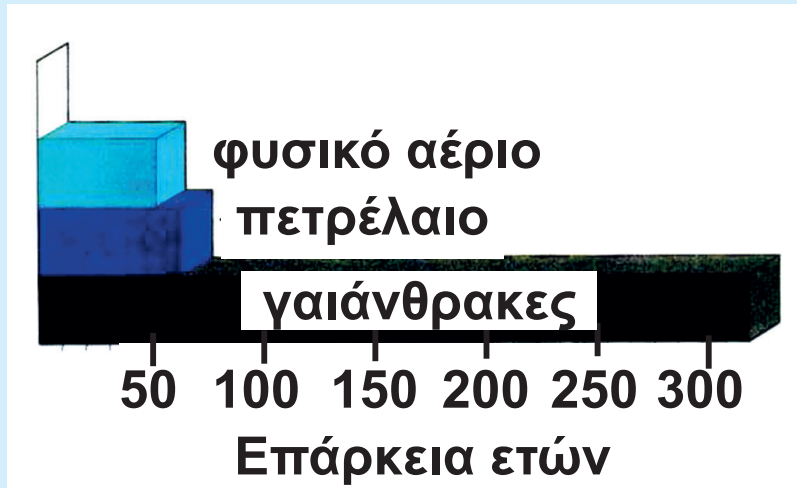 φυσικό αέριο
πετρέλαιο
γαιάνθρακες
50 100 150 200 250 300
Επάρκεια ετών